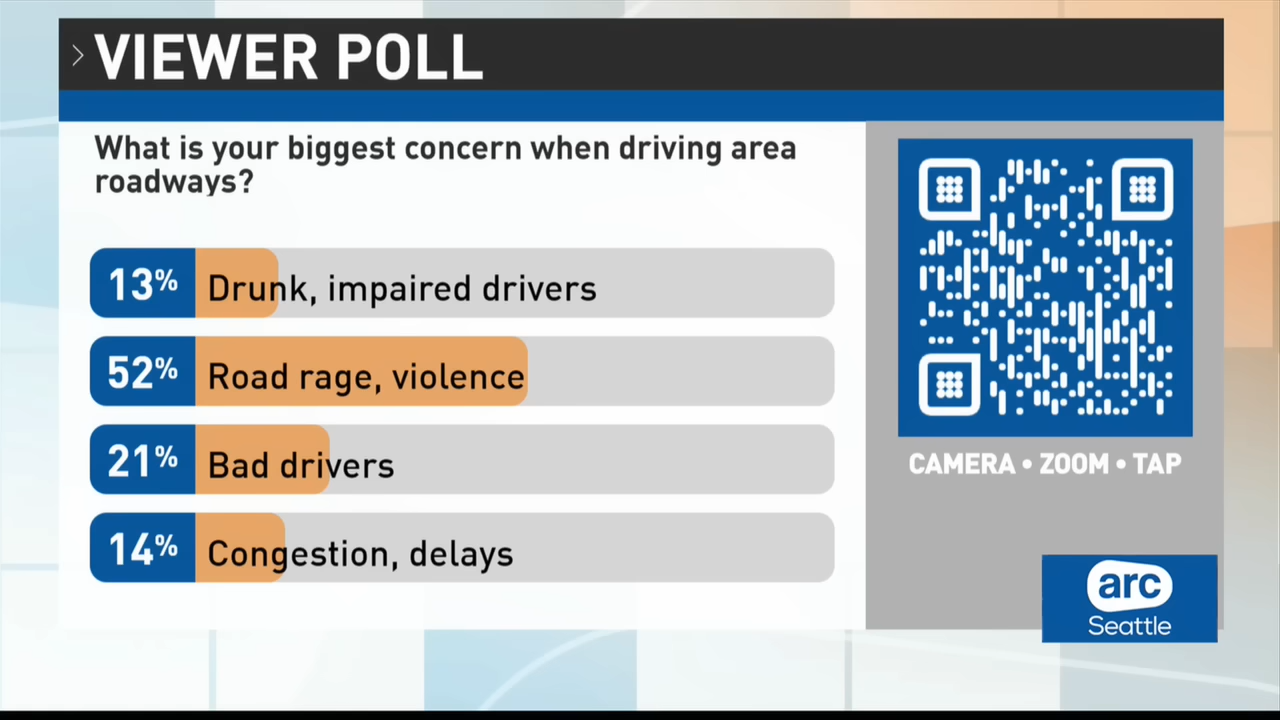 > VIEWER POLL
What is your biggest concern when driving area
roadways?
13% Drunk, impaired drivers
52% Road rage, violence
21% Bad drivers
14% Congestion, delays
CAMERA • ZOOM • TAP
arc
Seattle